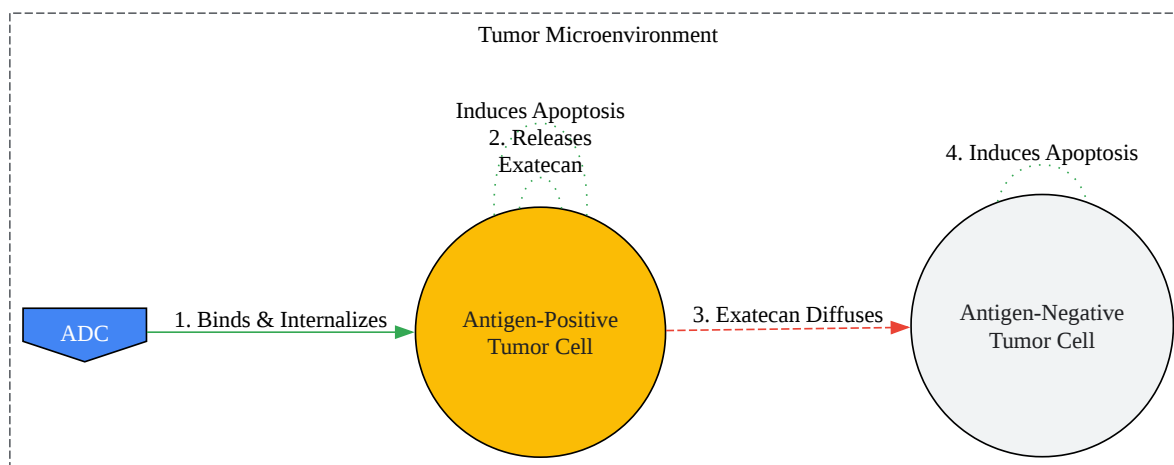 Tumor Microenvironment
Induces Apoptosis
2. Releases
Exatecan
4. Induces Apoptosis
ADC
1. Binds & Internalizes
Antigen-Positive
Tumor Cell
3. Exatecan Diffuses
Antigen-Negative
Tumor Cell